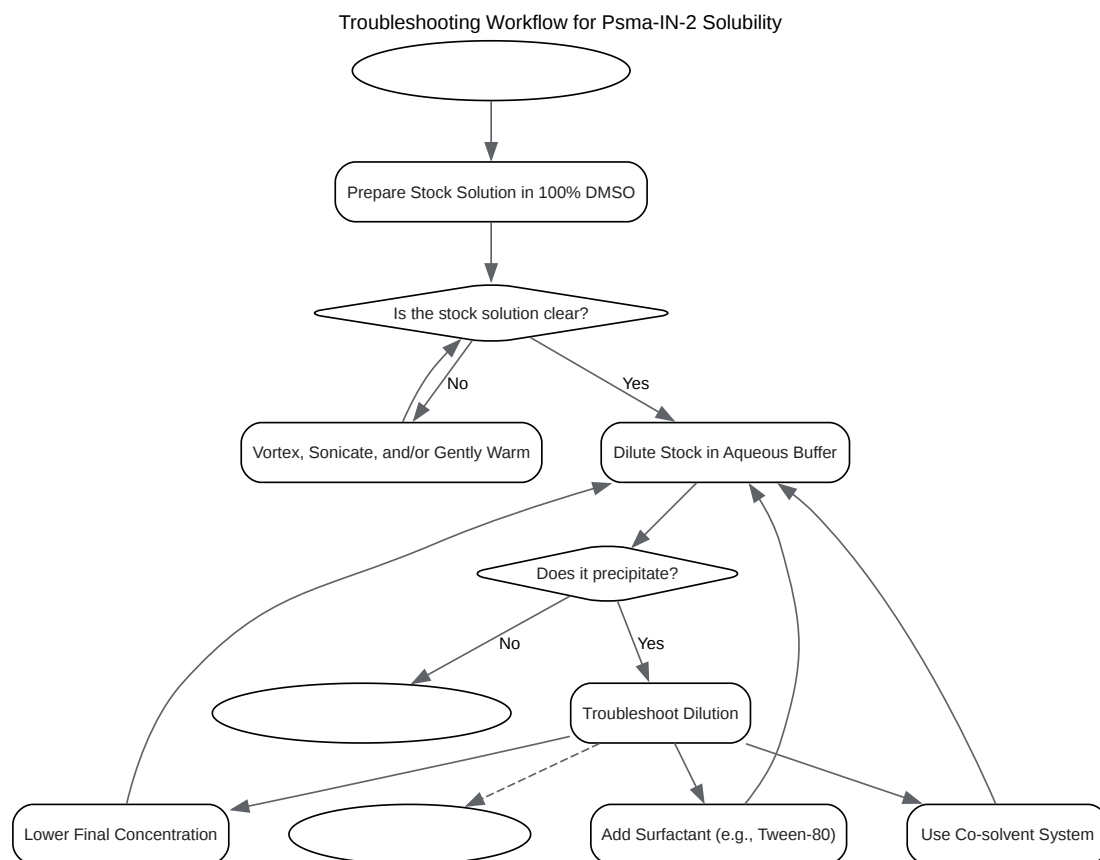 Troubleshooting Workflow for Psma-IN-2 Solubility
Prepare Stock Solution in 100% DMSO
Is the stock solution clear?
No
Yes
Vortex, Sonicate, and/or Gently Warm
Dilute Stock in Aqueous Buffer
Does it precipitate?
No
Yes
Troubleshoot Dilution
Lower Final Concentration
Add Surfactant (e.g., Tween-80)
Use Co-solvent System